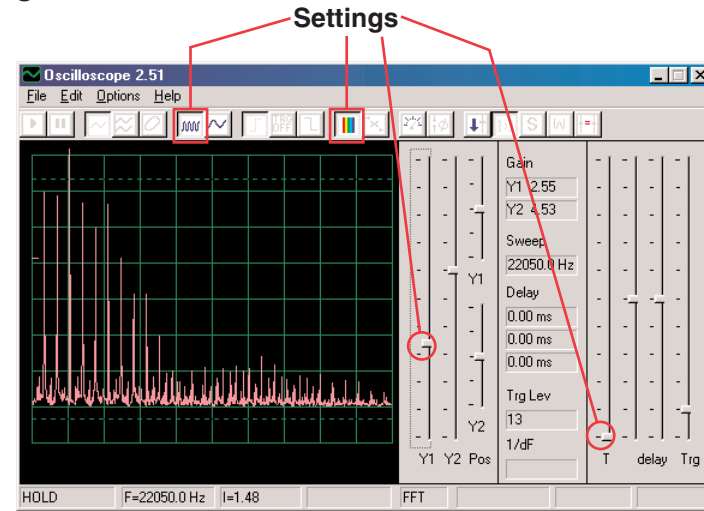 Settings
Oscilloscope 2.51
File Edit Options Help
TRG OFF
S W
Gain
Y1 2.55
Y2 4.53
Sweep
22050.0 Hz
Delay
0.00 ms
0.00 ms
0.00 ms
Trg Lev
13
1/dF
Y1
Y2
Y1 Y2 Pos
T delay Trg
HOLD F=22050.0 Hz I=1.48 FFT